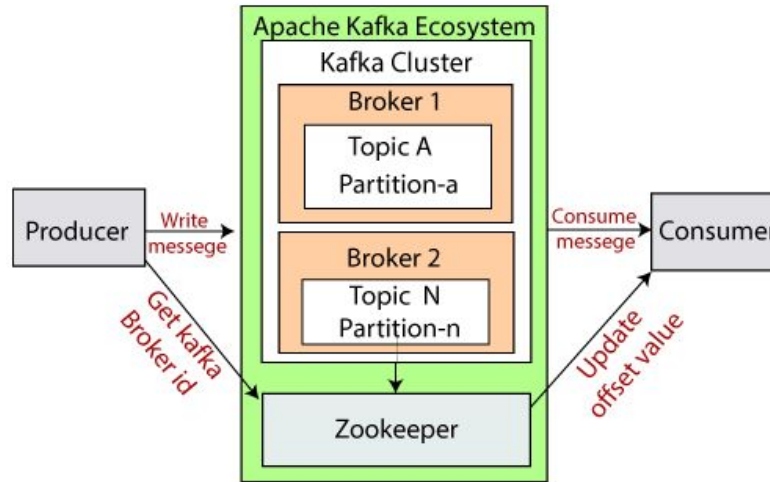 Apache Kafka Ecosystem
Kafka Cluster
Broker 1
Topic A
Partition-a
Producer
Write
messege
Consume
messege
Consumer
Broker 2
Topic N
Partition-n
Get kafka
Broker id
Update
offset value
Zookeeper